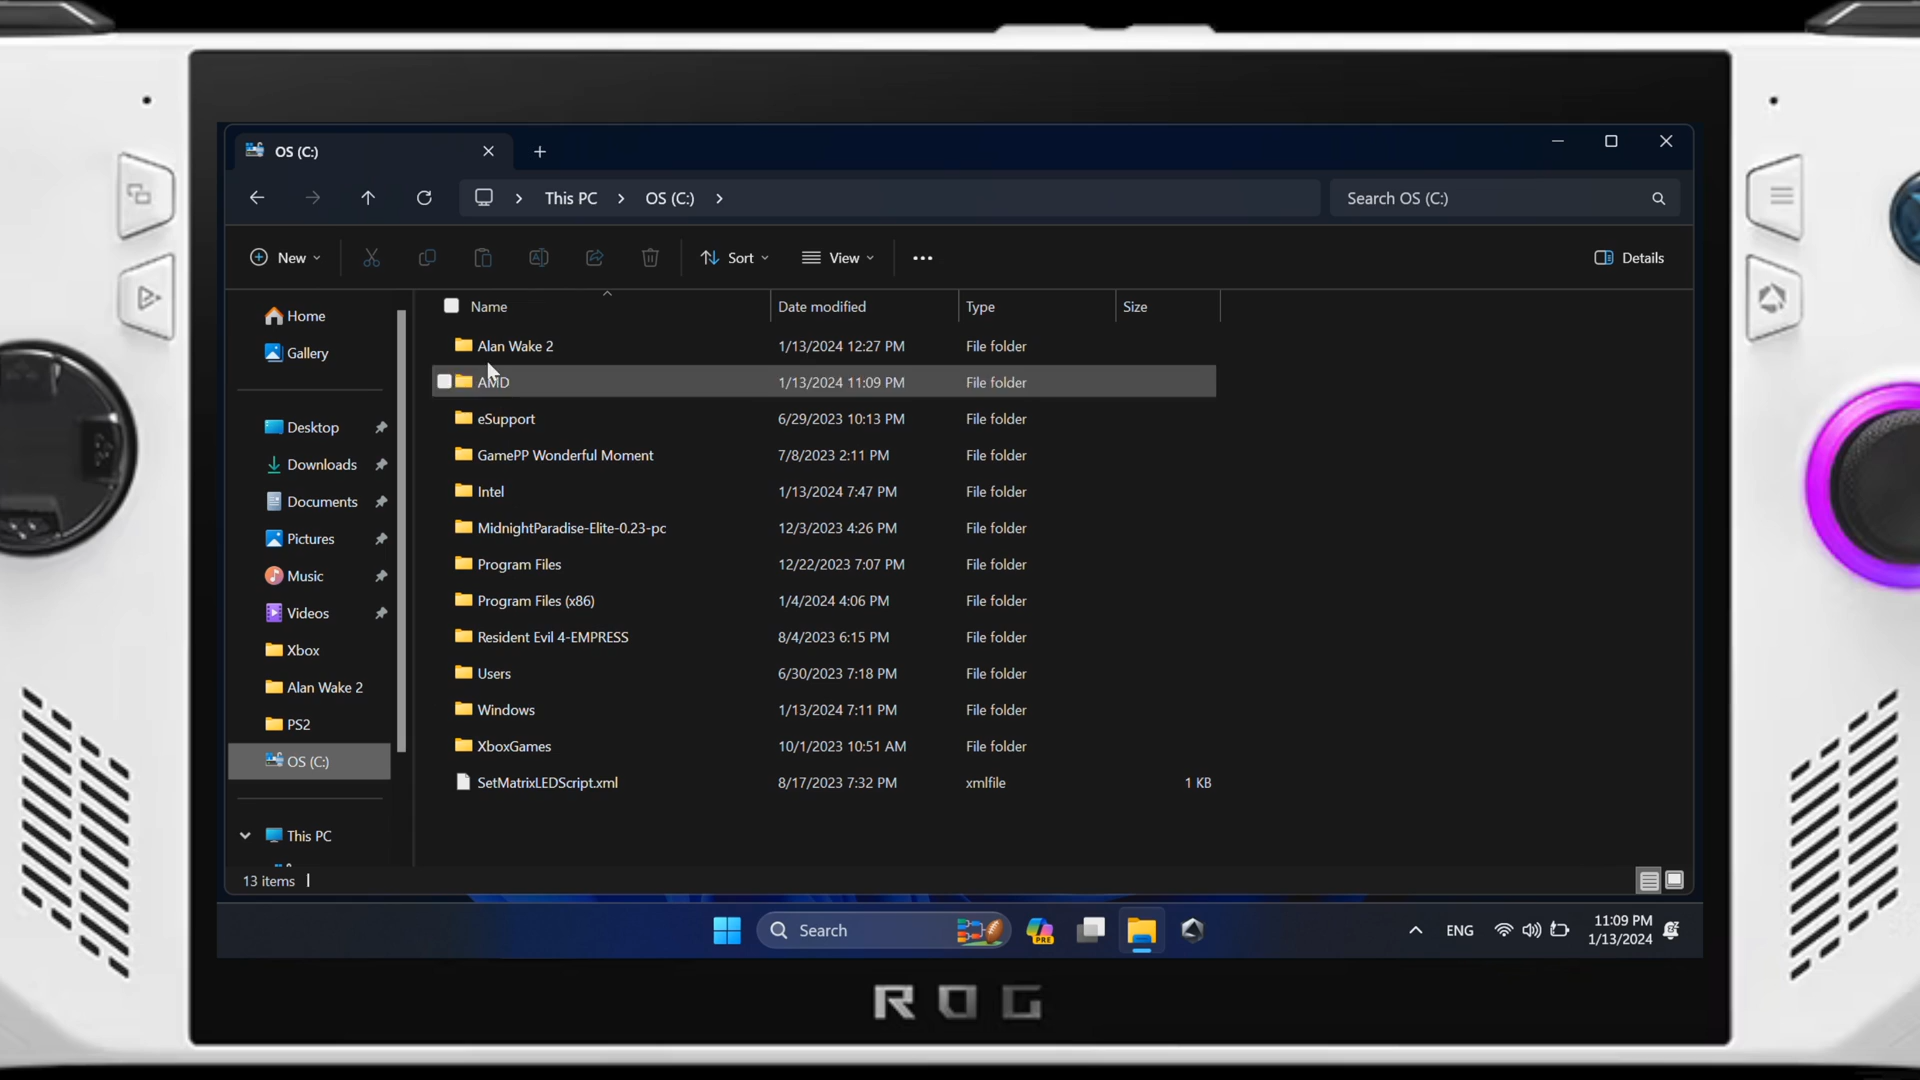 OS (C:)
This PC
OS (C:)
Search OS (C:)
New
Sort
View
Details
Name
Date modified
Type
Size
Home
Gallery
Desktop
Downloads
Documents
Pictures
Music
Videos
Xbox
Alan Wake 2
PS2
OS (C:)
This PC
Alan Wake 2 1/13/2024 12:27 PM File folder
AMD 1/13/2024 11:09 PM File folder
eSupport 6/29/2023 10:13 PM File folder
GamePP Wonderful Moment 7/8/2023 2:11 PM File folder
Intel 1/13/2024 7:47 PM File folder
MidnightParadise-Elite-0.23-pc 12/3/2023 4:26 PM File folder
Program Files 12/22/2023 7:07 PM File folder
Program Files (x86) 1/4/2024 4:06 PM File folder
Resident Evil 4-EMPRESS 8/4/2023 6:15 PM File folder
Users 6/30/2023 7:18 PM File folder
Windows 1/13/2024 7:11 PM File folder
XboxGames 10/1/2023 10:51 AM File folder
SetMatrixLEDScript.xml 8/17/2023 7:32 PM xmlfile 1 KB
13 items
Search
PRE
ENG
11:09 PM
1/13/2024
ROG